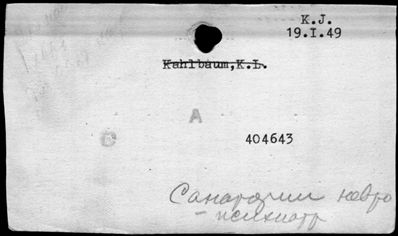 K.J.
19.I.49
Kahlbaum,K.L.
A
B
404643
Санатории невро
-психиатр